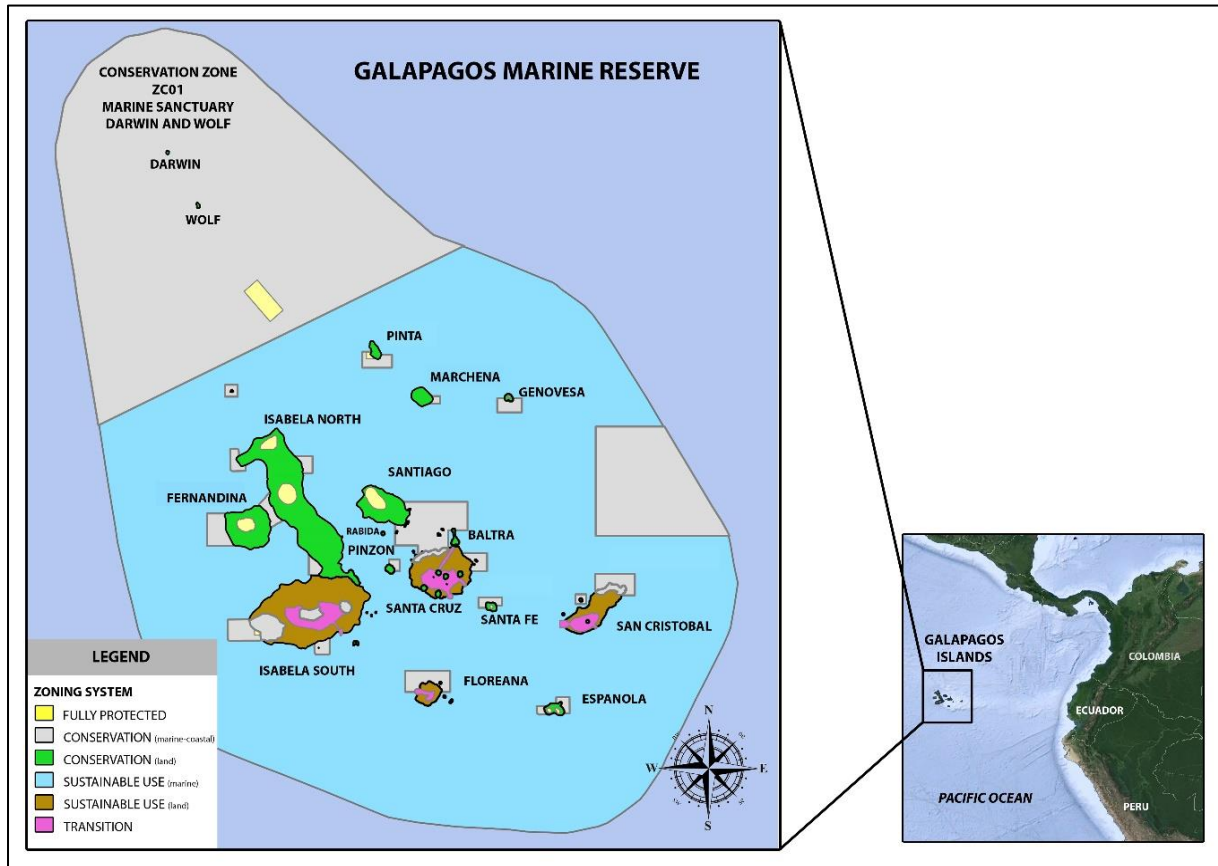 GALAPAGOS MARINE RESERVE
CONSERVATION ZONE
ZC01
MARINE SANCTUARY
DARWIN AND WOLF
DARWIN
WOLF
PINTA
MARCHENA
GENOVESA
ISABELA NORTH
SANTIAGO
FERNANDINA
RABIDA
BALTRA
PINZON
SANTA CRUZ
SANTA FE
SAN CRISTOBAL
ISABELA SOUTH
FLOREANA
ESPANOLA
LEGEND
ZONING SYSTEM
FULLY PROTECTED
CONSERVATION (marine-coastal)
CONSERVATION (land)
SUSTAINABLE USE (marine)
SUSTAINABLE USE (land)
TRANSITION
N
W
E
S
GALAPAGOS
ISLANDS
COLOMBIA
ECUADOR
PACIFIC OCEAN
PERU